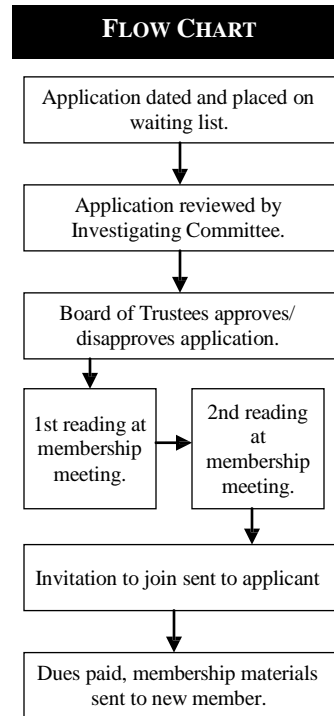 FLOW CHART
Application dated and placed on
waiting list.
Application reviewed by
Investigating Committee.
Board of Trustees approves/
disapproves application.
1st reading at
membership
meeting.
2nd reading
at
membership
meeting.
Invitation to join sent to applicant
Dues paid, membership materials
sent to new member.